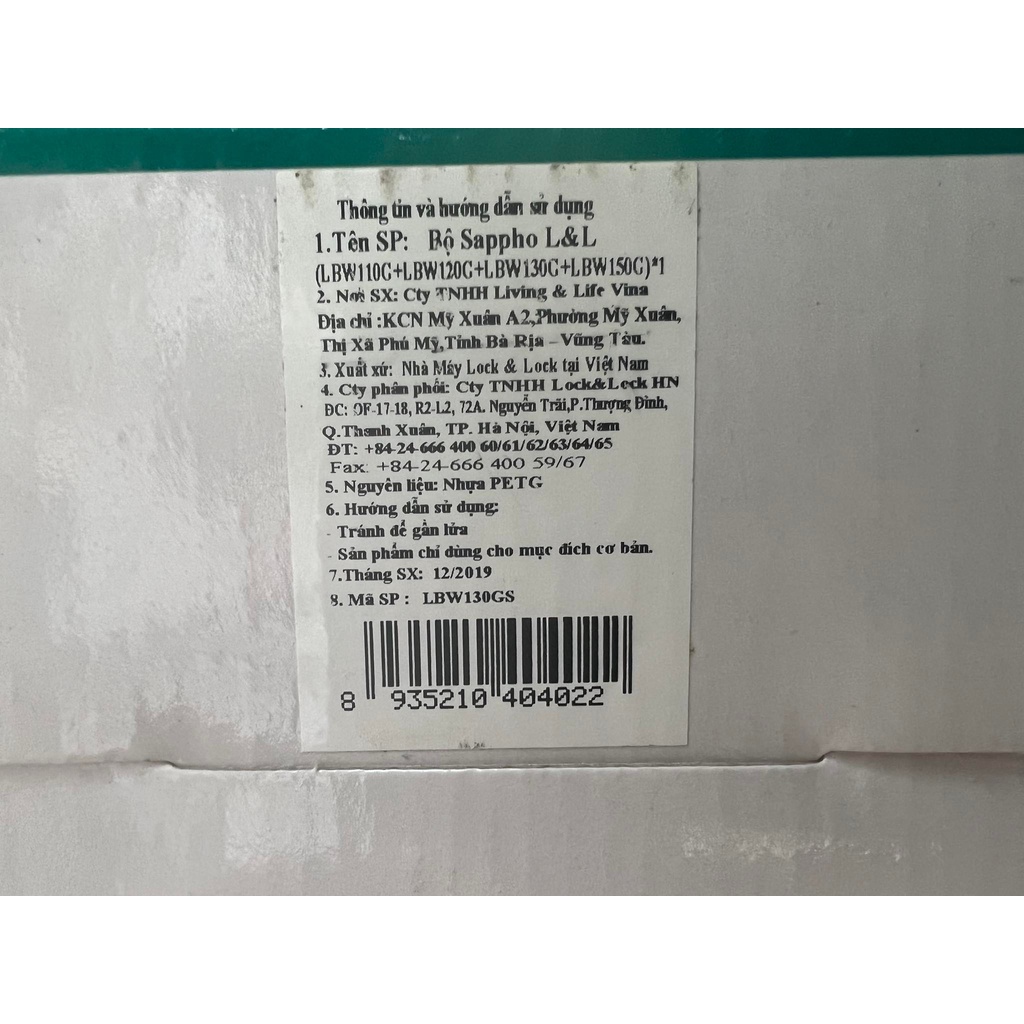 Thông tin và hướng dẫn sử dụng
1.Tên SP: Bộ Sappho L&L
(LBW110G+LBW120G+LBW130G+LBW150G)*1
2. Nơi SX: Cty TNHH Living & Life Vina
Địa chỉ :KCN Mỹ Xuân A2,Phường Mỹ Xuân,
Thị Xã Phú Mỹ,Tỉnh Bà Rịa - Vũng Tàu.
3. Xuất xứ: Nhà Máy Lock & Lock tại Việt Nam
4. Cty phân phối: Cty TNHH Lock&Lock HN
ĐC: OF-17-18, R2-L2, 72A. Nguyễn Trãi,P.Thượng Đình,
Q.Thanh Xuân, TP. Hà Nội, Việt Nam
ĐT: +84-24-666 400 60/61/62/63/64/65
Fax: +84-24-666 400 59/67
5. Nguyên liệu: Nhựa PETG
6. Hướng dẫn sử dụng:
- Tránh để gần lửa
- Sản phẩm chỉ dùng cho mục đích cơ bản.
7.Tháng SX: 12/2019
8. Mã SP : LBW130GS
8 935210 404022